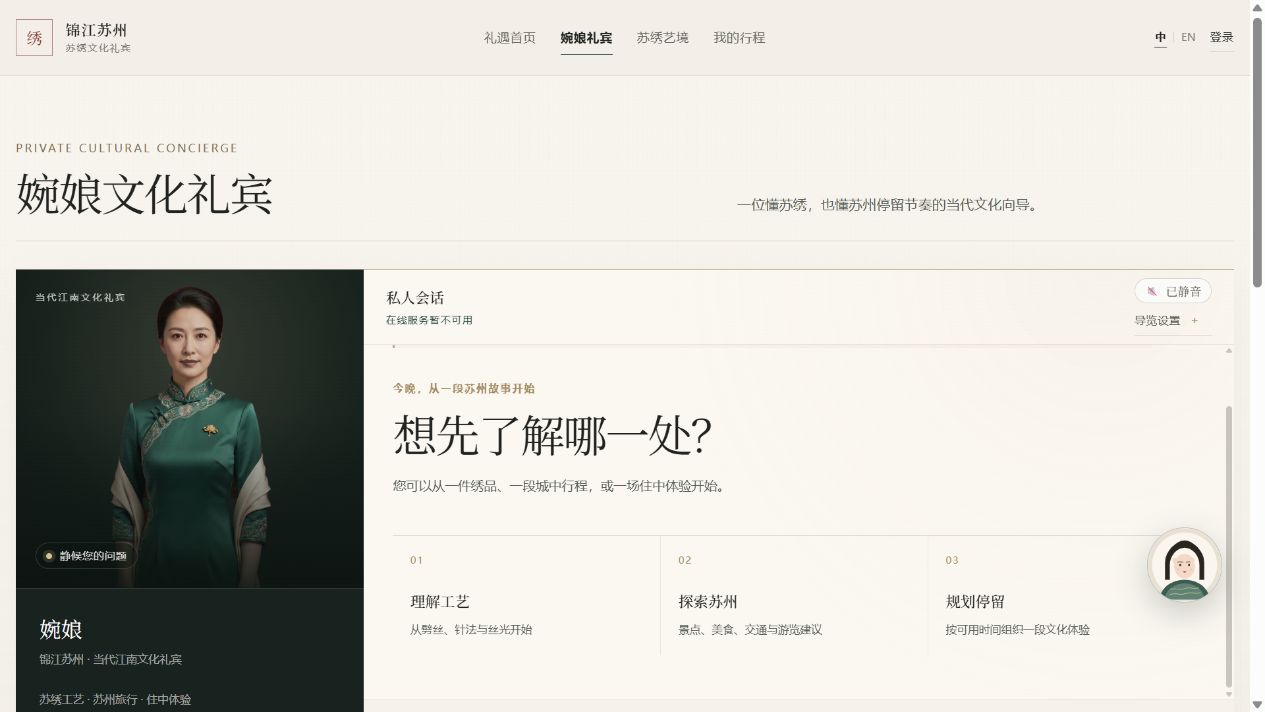 绣
锦江苏州
苏绣文化礼宾
礼遇首页
婉娘礼宾
苏绣艺境
我的行程
中
EN
登录
PRIVATE CULTURAL CONCIERGE
婉娘文化礼宾
一位懂苏绣，也懂苏州停留节奏的当代文化向导。
当代江南文化礼宾
静候您的问题
婉娘
锦江苏州 · 当代江南文化礼宾
苏绣工艺 · 苏州旅行 · 住中体验
私人会话
在线服务暂不可用
已静音
导览设置 +
今晚，从一段苏州故事开始
想先了解哪一处？
您可以从一件绣品、一段城中行程，或一场住中体验开始。
01
理解工艺
从劈丝、针法与丝光开始
02
探索苏州
景点、美食、交通与游览建议
03
规划停留
按可用时间组织一段文化体验